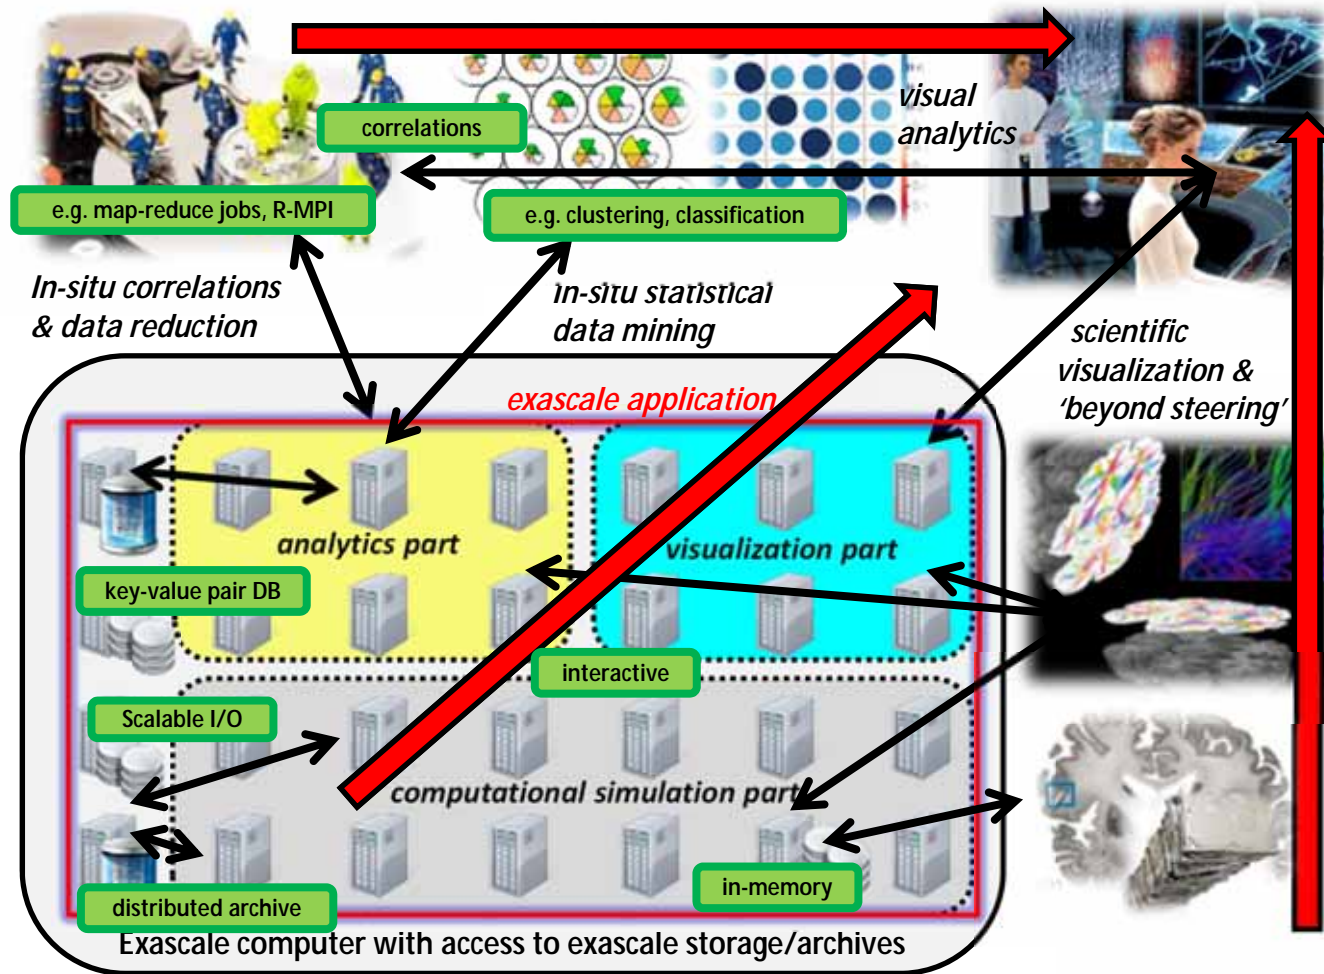 visual
analytics
correlations
e.g. map-reduce jobs, R-MPI
e.g. clustering, classification
In-situ correlations
& data reduction
in-situ statistical
data mining
scientific
visualization &
‘beyond steering’
exascale application
analytics part
visualization part
key-value pair DB
interactive
Scalable I/O
computational simulation part
in-memory
distributed archive
Exascale computer with access to exascale storage/archives